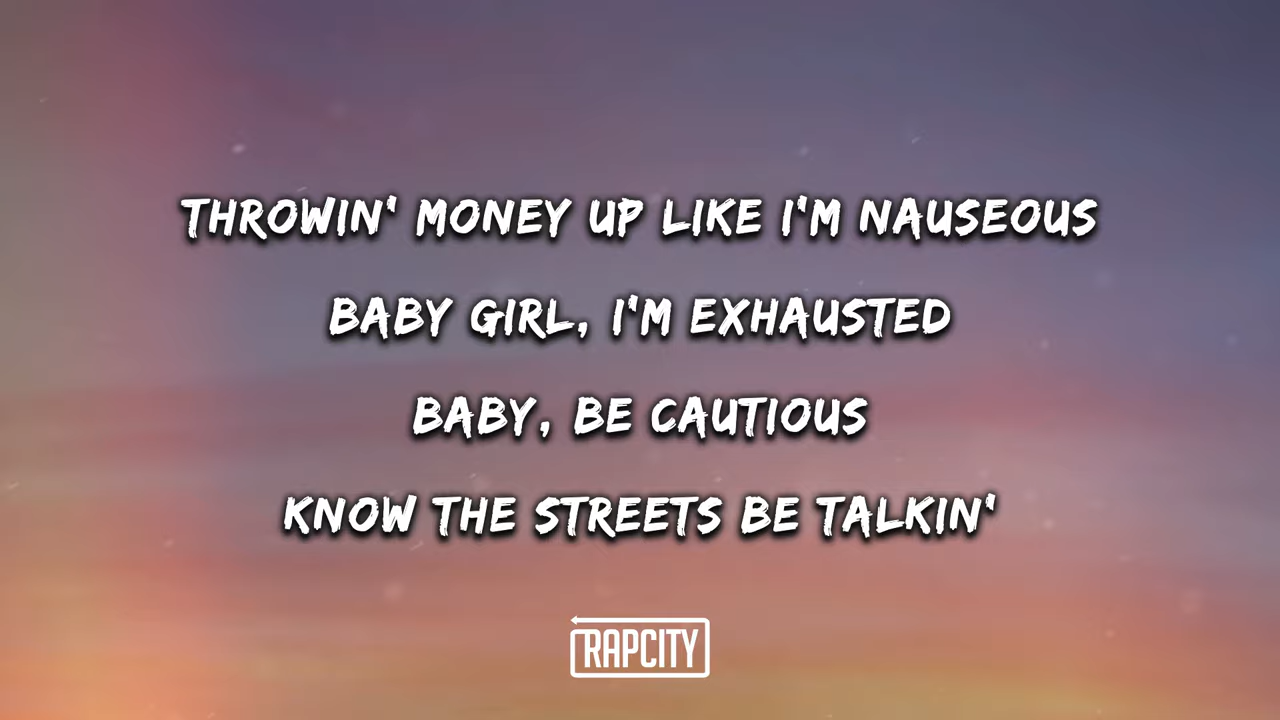 THROWIN' MONEY UP LIKE I'M NAUSEOUS
BABY GIRL, I'M EXHAUSTED
BABY, BE CAUTIOUS
KNOW THE STREETS BE TALKIN'
RAPCITY